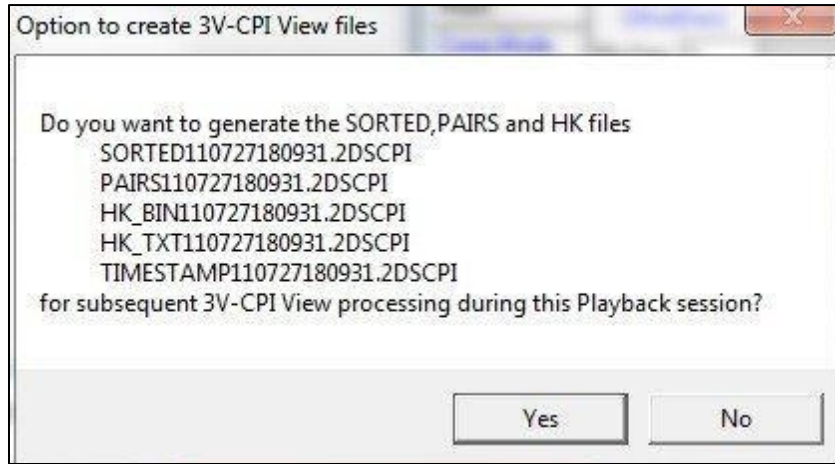 Option to create 3V-CPI View files
Do you want to generate the SORTED,PAIRS and HK files
SORTED110727180931.2DSCPI
PAIRS110727180931.2DSCPI
HK_BIN110727180931.2DSCPI
HK_TXT110727180931.2DSCPI
TIMESTAMP110727180931.2DSCPI
for subsequent 3V-CPI View processing during this Playback session?
Yes No